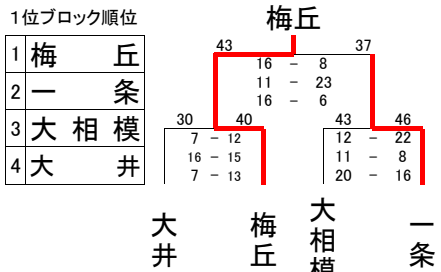 1位ブロック順位
1 梅丘
2 一条
3 大相模
4 大井
梅丘
43 37
16 - 8
11 - 23
16 - 6
30 40
7 - 12
16 - 15
7 - 13
43 46
12 - 22
11 - 8
20 - 16
大井
梅丘
大相模
一条